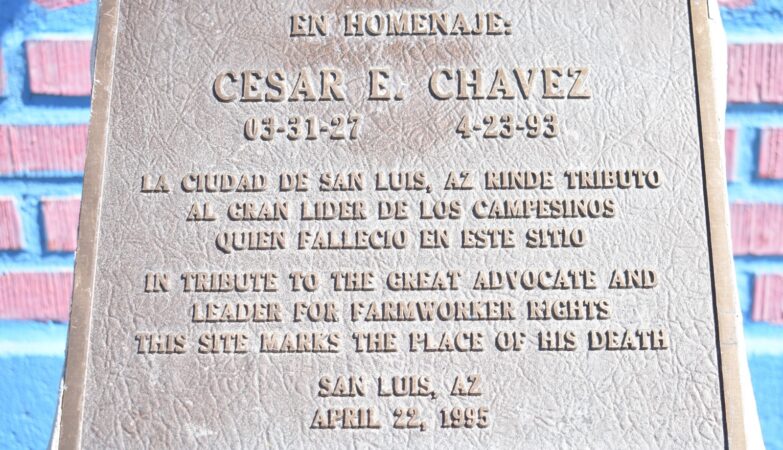 EN HOMENAJE:
CESAR E. CHAVEZ
03-31-27 4-23-93
LA CIUDAD DE SAN LUIS, AZ RINDE TRIBUTO
AL GRAN LIDER DE LOS CAMPESINOS
QUIEN FALLECIO EN ESTE SITIO
IN TRIBUTE TO THE GREAT ADVOCATE AND
LEADER FOR FARMWORKER RIGHTS
THIS SITE MARKS THE PLACE OF HIS DEATH
SAN LUIS, AZ
APRIL 22, 1995